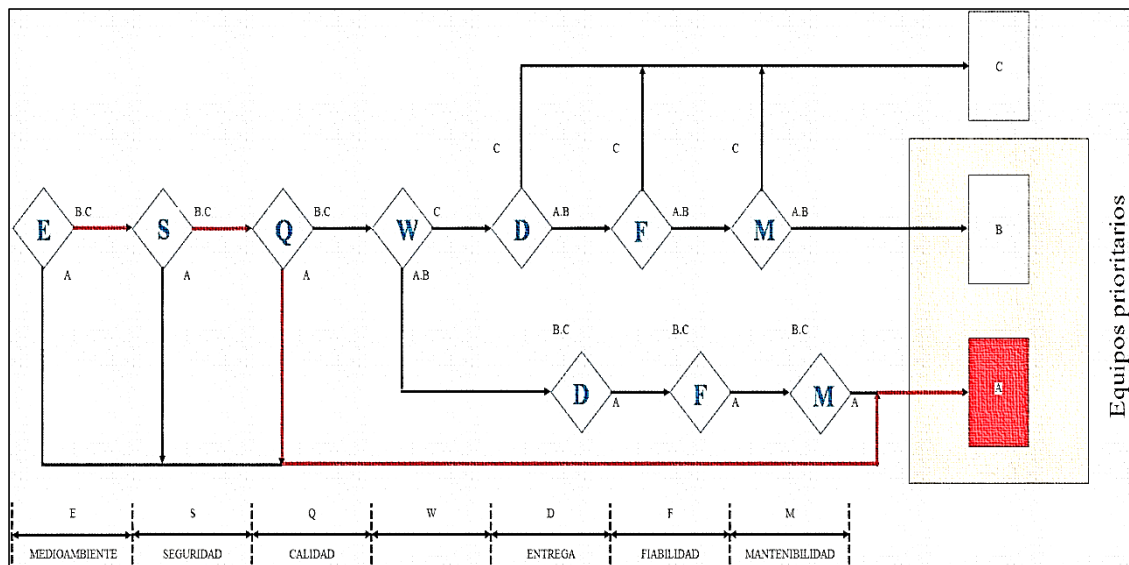 C
C
C
C
B.C
B.C
B.C
C
A.B
A.B
A.B
E
S
Q
W
D
F
M
B
A
A
A
A.B
B.C
B.C
B.C
D
A
F
A
M
A
A
Equipos prioritarios
E
S
Q
W
D
F
M
MEDIOAMBIENTE
SEGURIDAD
CALIDAD
ENTREGA
FIABILIDAD
MANTENIBILIDAD